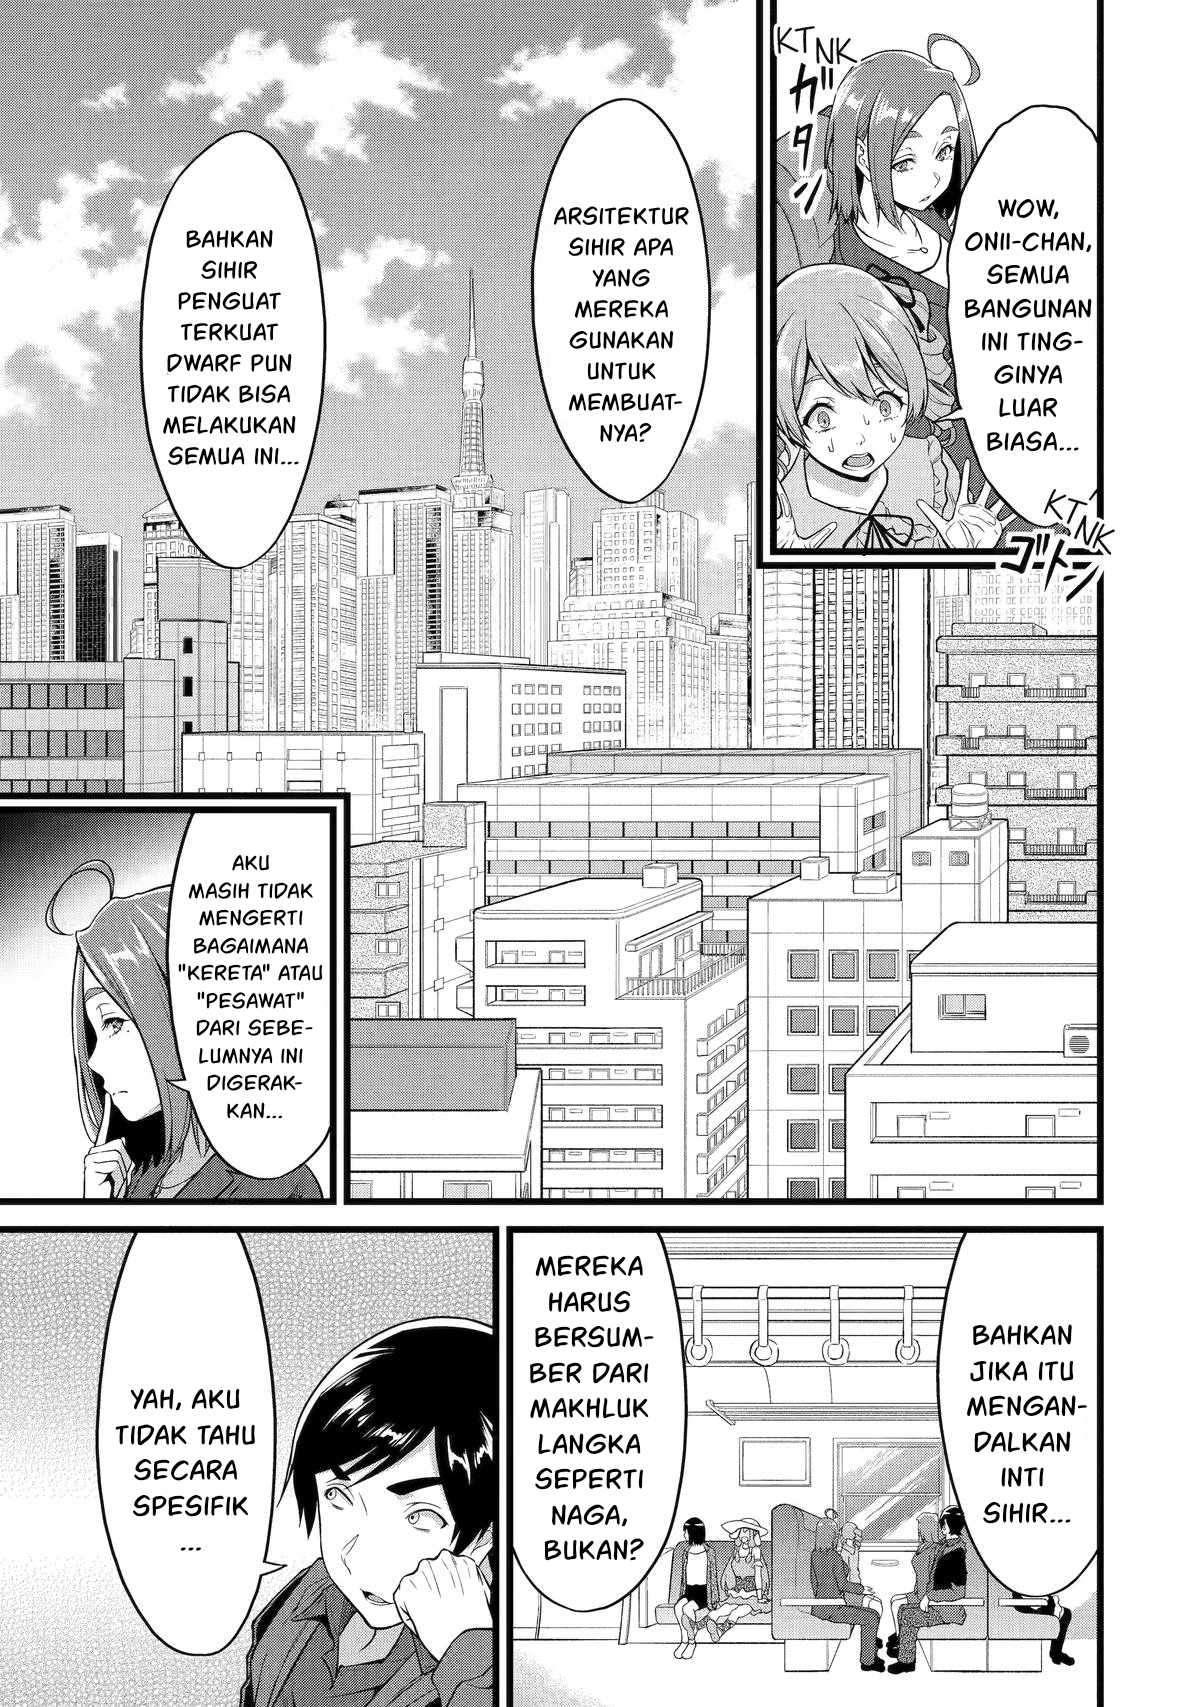 KTNK
ガタン
WOW,
ONII-CHAN,
SEMUA
BANGUNAN
INI TING-
GINYA
LUAR
BIASA...
KTNK
ゴトン
ARSITEKTUR
SIHIR APA
YANG
MEREKA
GUNAKAN
UNTUK
MEMBUAT-
NYA?
BAHKAN
SIHIR
PENGUAT
TERKUAT
DWARF PUN
TIDAK BISA
MELAKUKAN
SEMUA INI...
AKU
MASIH TIDAK
MENGERTI
BAGAIMANA
"KERETA" ATAU
"PESAWAT"
DARI SEBE-
LUMNYA INI
DIGERAK-
KAN...
BAHKAN
JIKA ITU
MENGAN-
DALKAN
INTI
SIHIR...
MEREKA
HARUS
BERSUM-
BER DARI
MAKHLUK
LANGKA
SEPERTI
NAGA,
BUKAN?
YAH, AKU
TIDAK TAHU
SECARA
SPESIFIK
...